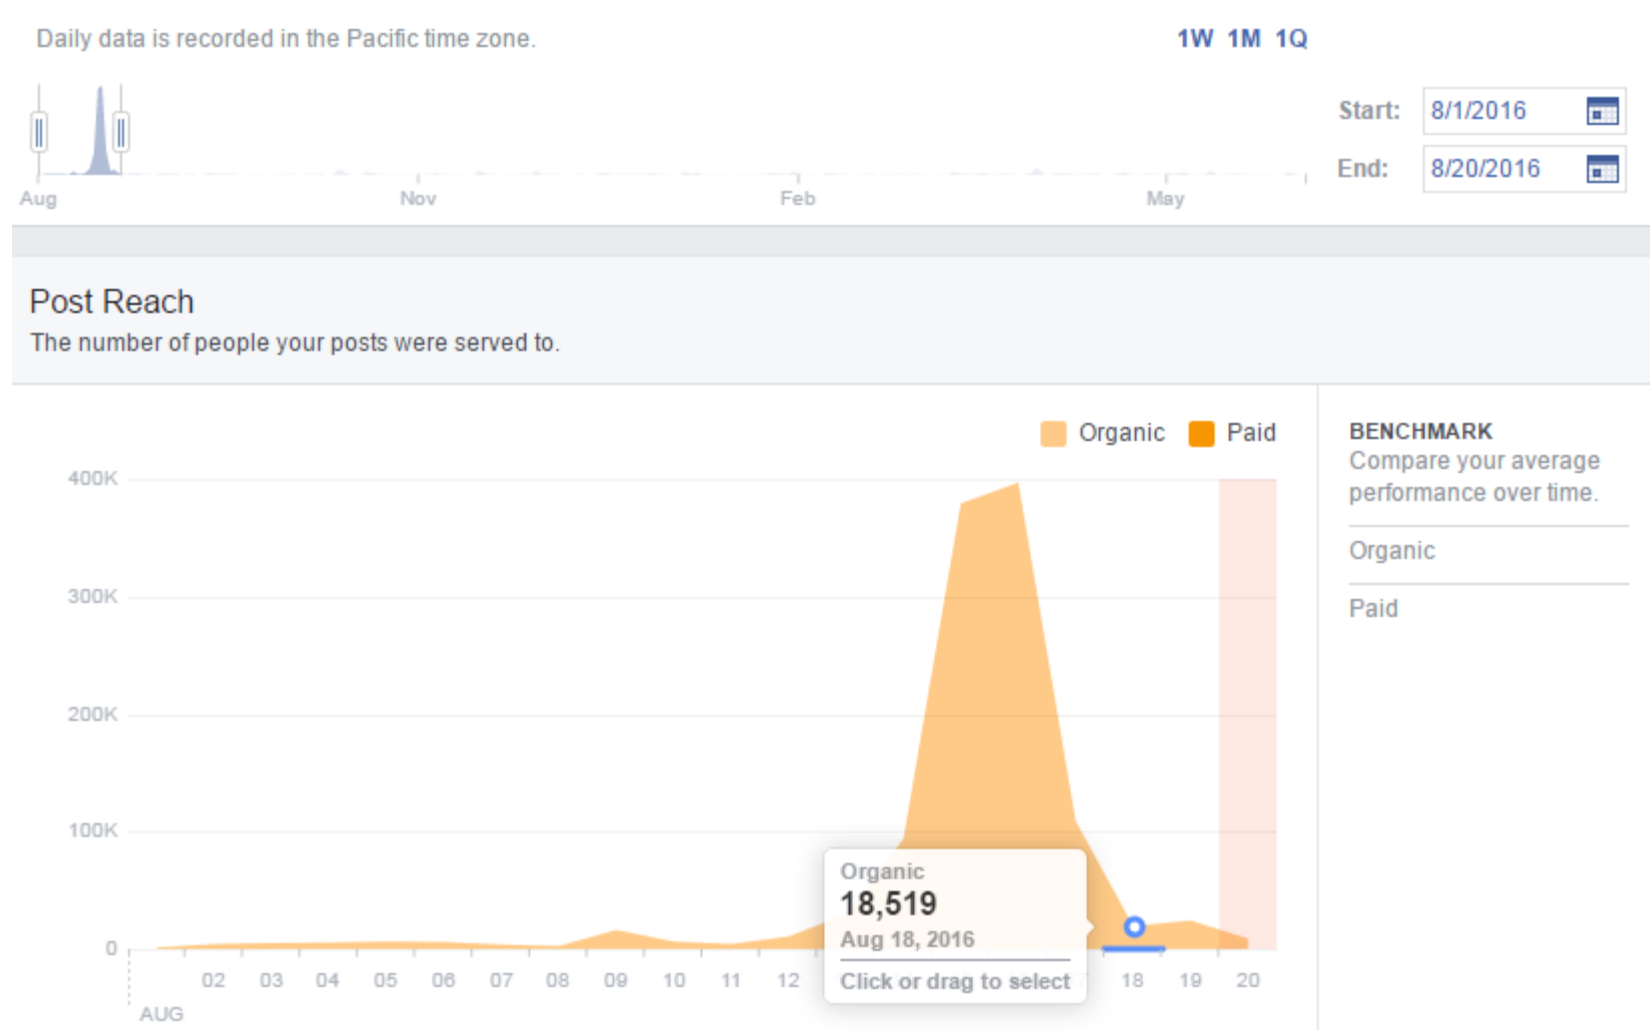 Daily data is recorded in the Pacific time zone.
1W 1M 1Q
Start: 8/1/2016
End: 8/20/2016
Aug Nov Feb May
Post Reach
The number of people your posts were served to.
Organic Paid
BENCHMARK
Compare your average
performance over time.
Organic
Paid
400K
300K
200K
100K
0
Organic
18,519
Aug 18, 2016
Click or drag to select
02 03 04 05 06 07 08 09 10 11 12 18 19 20
AUG